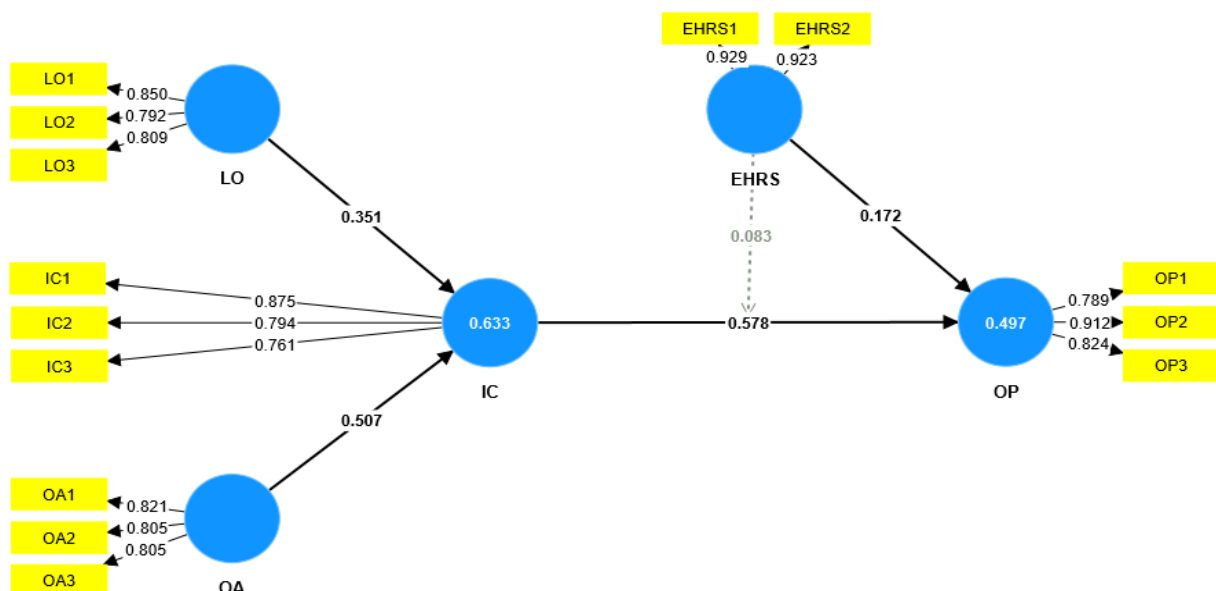 EHRS1
EHRS2
0.929
0.923
LO1
LO2
LO3
0.850
0.792
0.809
LO
EHRS
0.351
0.083
0.172
IC1
IC2
IC3
0.875
0.794
0.761
0.633
IC
0.578
0.497
OP
0.789
0.912
0.824
OP1
OP2
OP3
0.507
OA1
OA2
OA3
0.821
0.805
0.805
OA